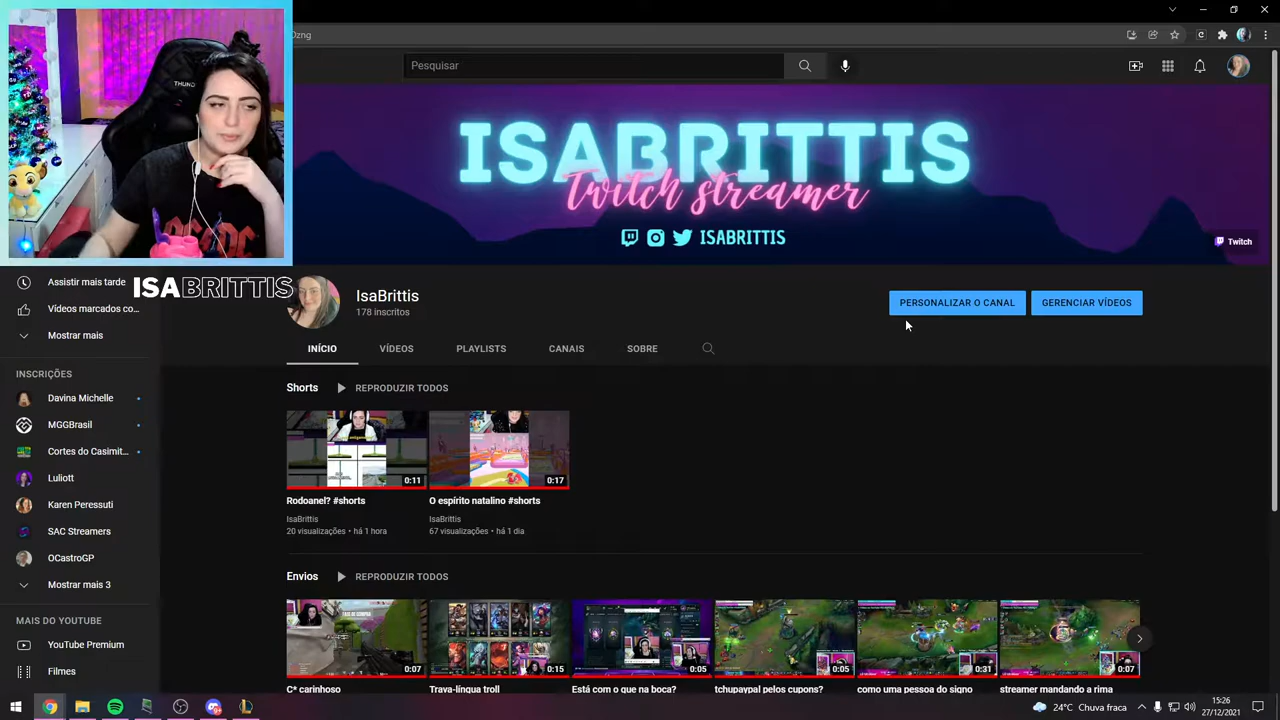 Dzng
THUND
Pesquisar
ISABRITTIS
Twitch streamer
ISABRITTIS
Twitch
Assistir mais tarde
ISABRITTIS
Vídeos marcados co...
Mostrar mais
IsaBrittis
178 inscritos
PERSONALIZAR O CANAL
GERENCIAR VÍDEOS
INÍCIO
VÍDEOS
PLAYLISTS
CANAIS
SOBRE
INSCRIÇÕES
Davina Michelle
MGGBrasil
Cortes do Casimit...
Luliott
Karen Peressuti
SAC Streamers
OCastroGP
Mostrar mais 3
MAIS DO YOUTUBE
YouTube Premium
Filmes
Shorts
REPRODUZIR TODOS
0:11
0:17
Rodoanel? #shorts
O espírito natalino #shorts
IsaBrittis
IsaBrittis
20 visualizações • há 1 hora
67 visualizações • há 1 dia
Envios
REPRODUZIR TODOS
0:07
0:15
0:05
0:05
0:31
0:07
C* carinhoso
Trava-língua troll
Está com o que na boca?
tchupaypal pelos cupons?
como uma pessoa do signo
streamer mandando a rima
24°C Chuva fraca
15:26
27/12/2021